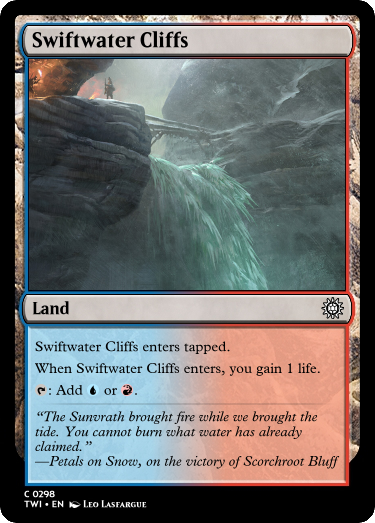 Swiftwater Cliffs
Land
Swiftwater Cliffs enters tapped.
When Swiftwater Cliffs enters, you gain 1 life.
: Add or .
“The Sunwrath brought fire while we brought the
tide. You cannot burn what water has already
claimed.”
—Petals on Snow, on the victory of Scorchroot Bluff
C 0298
TWI • EN Leo Lasfargue